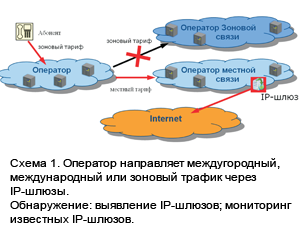 Абонент
зоновый тариф
зоновый тариф
Оператор Зоновой
связи
Оператор
Оператор местной
связи
местный тариф
IP-шлюз
Internet
Схема 1. Оператор направляет междугородный,
международный или зоновый трафик через
IP-шлюзы.
Обнаружение: выявление IP-шлюзов; мониторинг
известных IP-шлюзов.